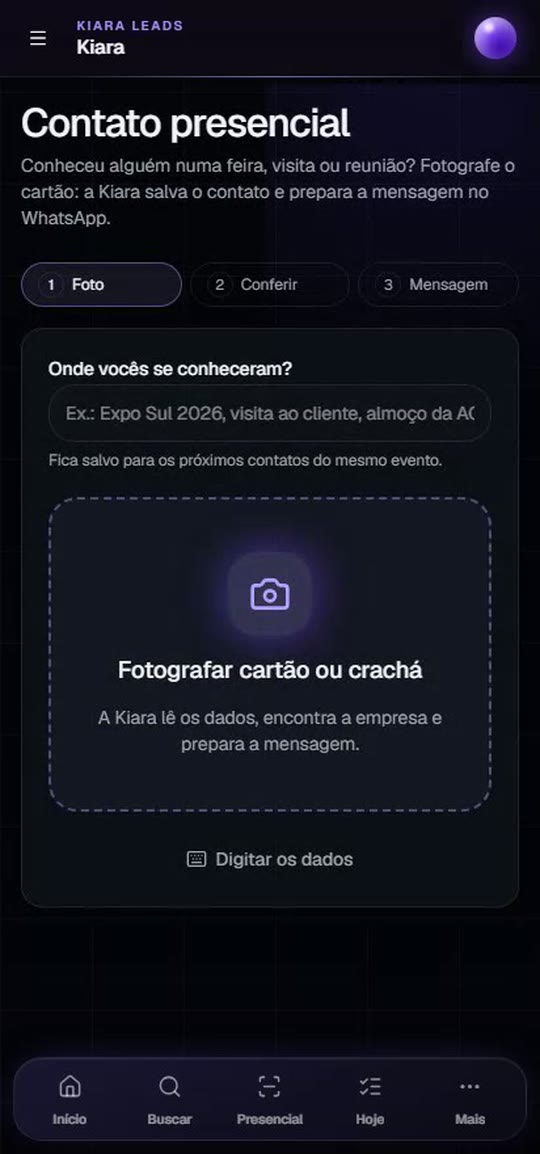 KIARA LEADS
Kiara
Contato presencial
Conheceu alguém numa feira, visita ou reunião? Fotografe o
cartão: a Kiara salva o contato e prepara a mensagem no
WhatsApp.
1 Foto
2 Conferir
3 Mensagem
Onde vocês se conheceram?
Ex.: Expo Sul 2026, visita ao cliente, almoço da AC
Fica salvo para os próximos contatos do mesmo evento.
Fotografar cartão ou crachá
A Kiara lê os dados, encontra a empresa e
prepara a mensagem.
Digitar os dados
Início
Buscar
Presencial
Hoje
Mais